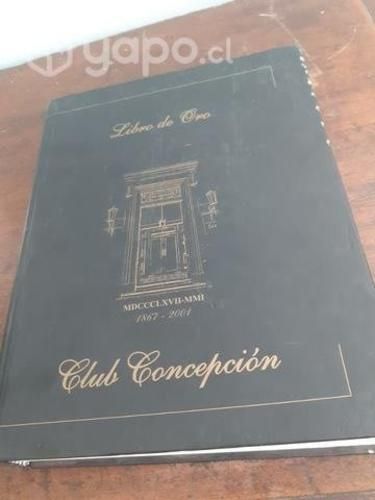 yapo.cl
Libro de Oro
MDCCCLXVII-MMI
1867 - 2001
Club Concepción